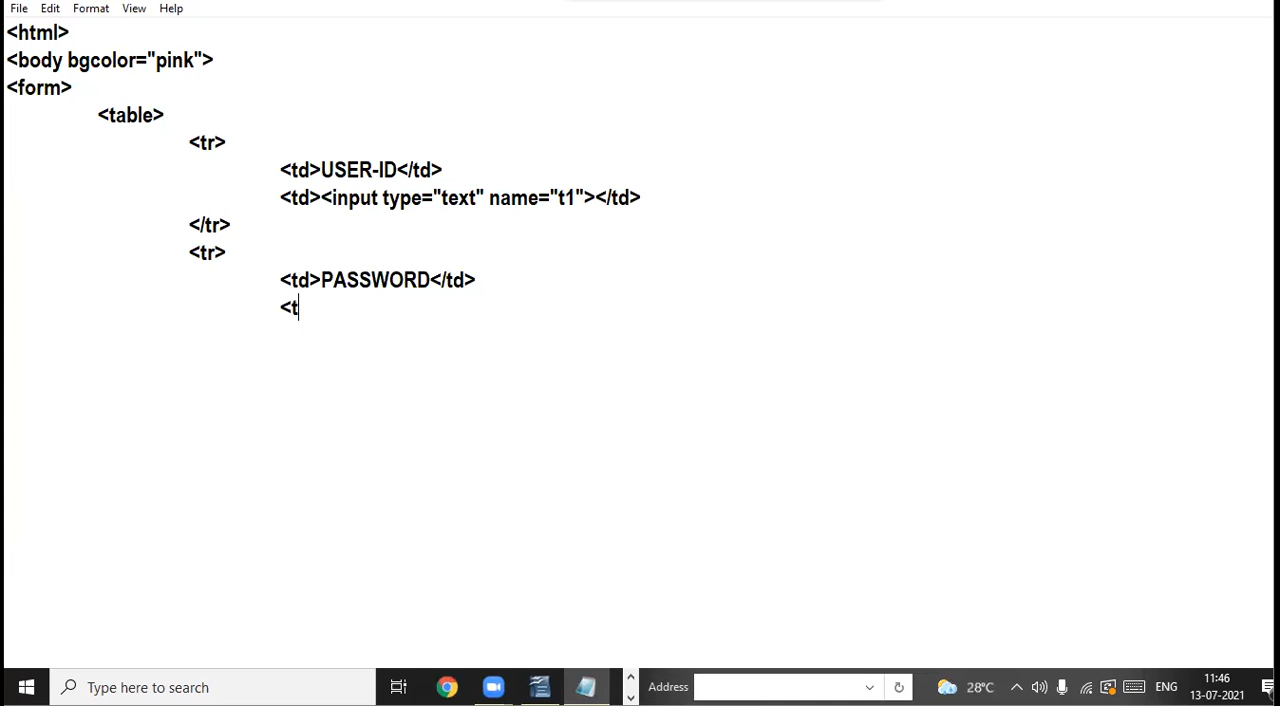 File Edit Format View Help
<html>
<body bgcolor="pink">
<form>
<table>
<tr>
<td>USER-ID</td>
<td><input type="text" name="t1"></td>
</tr>
<tr>
<td>PASSWORD</td>
<t
Type here to search
Address
28°C
ENG
11:46
13-07-2021